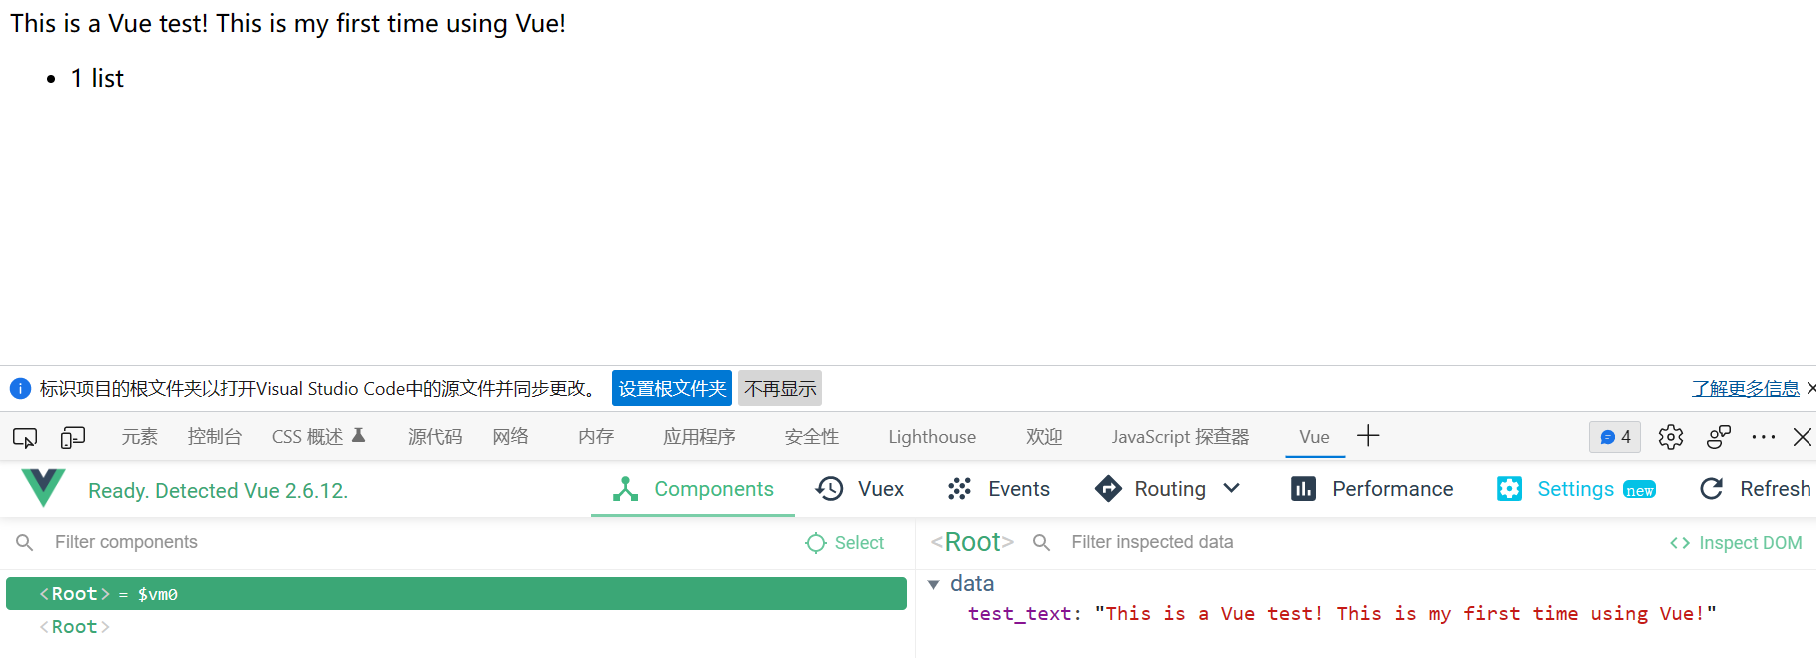 This is a Vue test! This is my first time using Vue!
• 1 list
标识项目的根文件夹以打开Visual Studio Code中的源文件并同步更改。 设置根文件夹 不再显示 了解更多信息
元素 控制台 CSS 概述 源代码 网络 内存 应用程序 安全性 Lighthouse 欢迎 JavaScript 探查器 Vue 4
Ready. Detected Vue 2.6.12. Components Vuex Events Routing Performance Settings new Refresh
Filter components Select <Root> Filter inspected data Inspect DOM
<Root> = $vm0
<Root>
data
test_text: "This is a Vue test! This is my first time using Vue!"